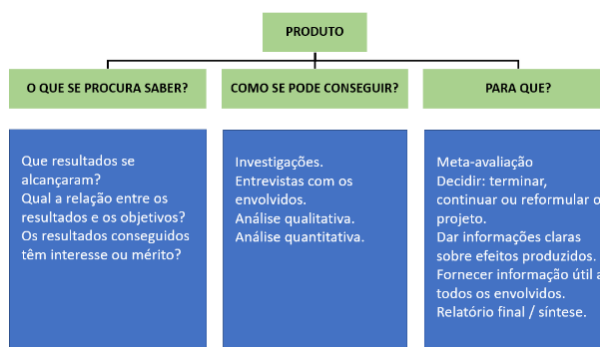 PRODUTO
O QUE SE PROCURA SABER?
COMO SE PODE CONSEGUIR?
PARA QUE?
Que resultados se
alcançaram?
Qual a relação entre os
resultados e os objetivos?
Os resultados conseguidos
têm interesse ou mérito?
Investigações.
Entrevistas com os
envolvidos.
Análise qualitativa.
Análise quantitativa.
Meta-avaliação
Decidir: terminar,
continuar ou reformular o
projeto.
Dar informações claras
sobre efeitos produzidos.
Fornecer informação útil a
todos os envolvidos.
Relatório final / síntese.